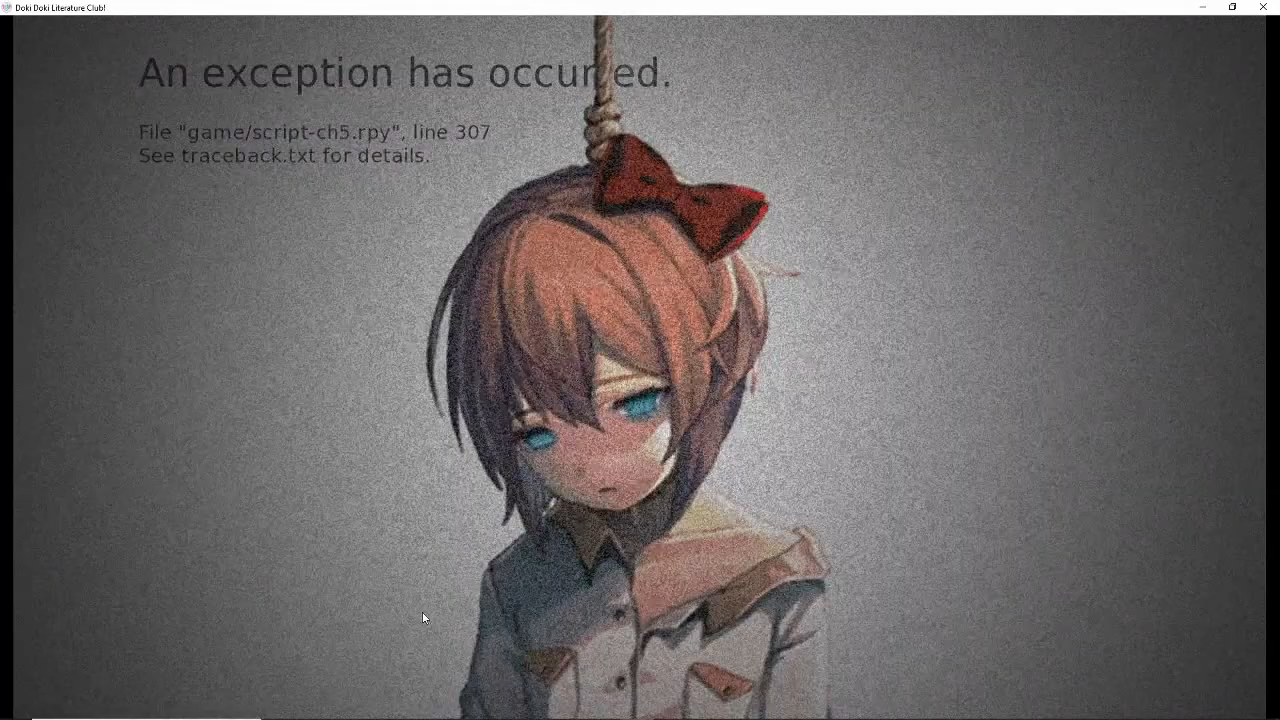 Doki Doki Literature Club!
An exception has occurred.
File "game/script-ch5.rpy", line 307
See traceback.txt for details.